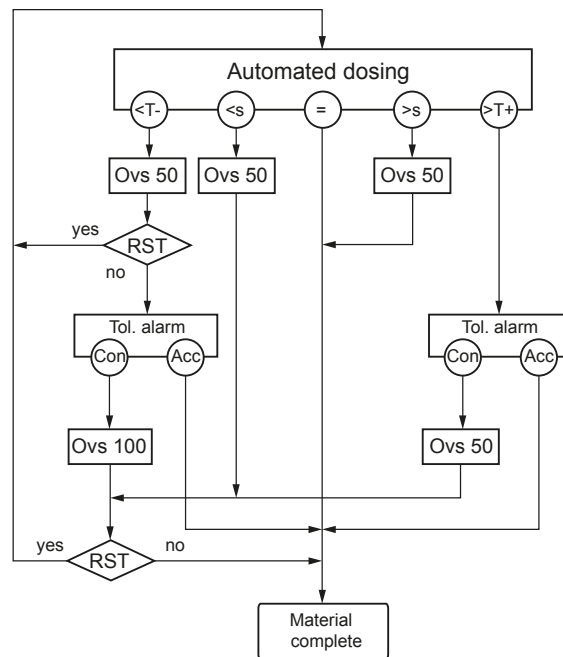 Automated dosing
<T-
<s
=
>s
>T+
Ovs 50
Ovs 50
Ovs 50
yes
RST
no
Tol. alarm
Con
Acc
Tol. alarm
Con
Acc
Ovs 100
Ovs 50
yes
RST
no
Material
complete